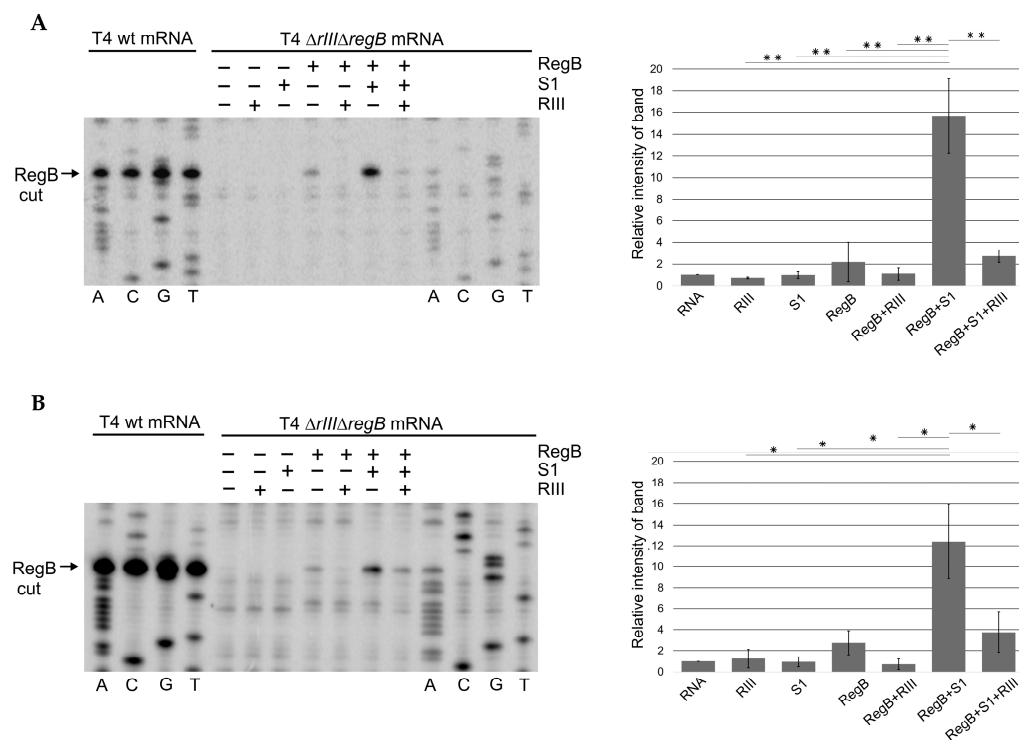 A
T4 wt mRNA
T4 ΔrIIIΔregB mRNA
– – – + + + + RegB
– – + – – + + S1
– + – – + – + RIII
RegB cut
A C G T
A C G T
** ** ** ** **
Relative intensity of band
20
18
16
14
12
10
8
6
4
2
0
RNA
RIII
S1
RegB
RegB+RIII
RegB+S1
RegB+S1+RIII
B
T4 wt mRNA
T4 ΔrIIIΔregB mRNA
– – – + + + + RegB
– – + – – + + S1
– + – – + – + RIII
RegB cut
A C G T
A C G T
* * * * *
Relative intensity of band
20
18
16
14
12
10
8
6
4
2
0
RNA
RIII
S1
RegB
RegB+RIII
RegB+S1
RegB+S1+RIII